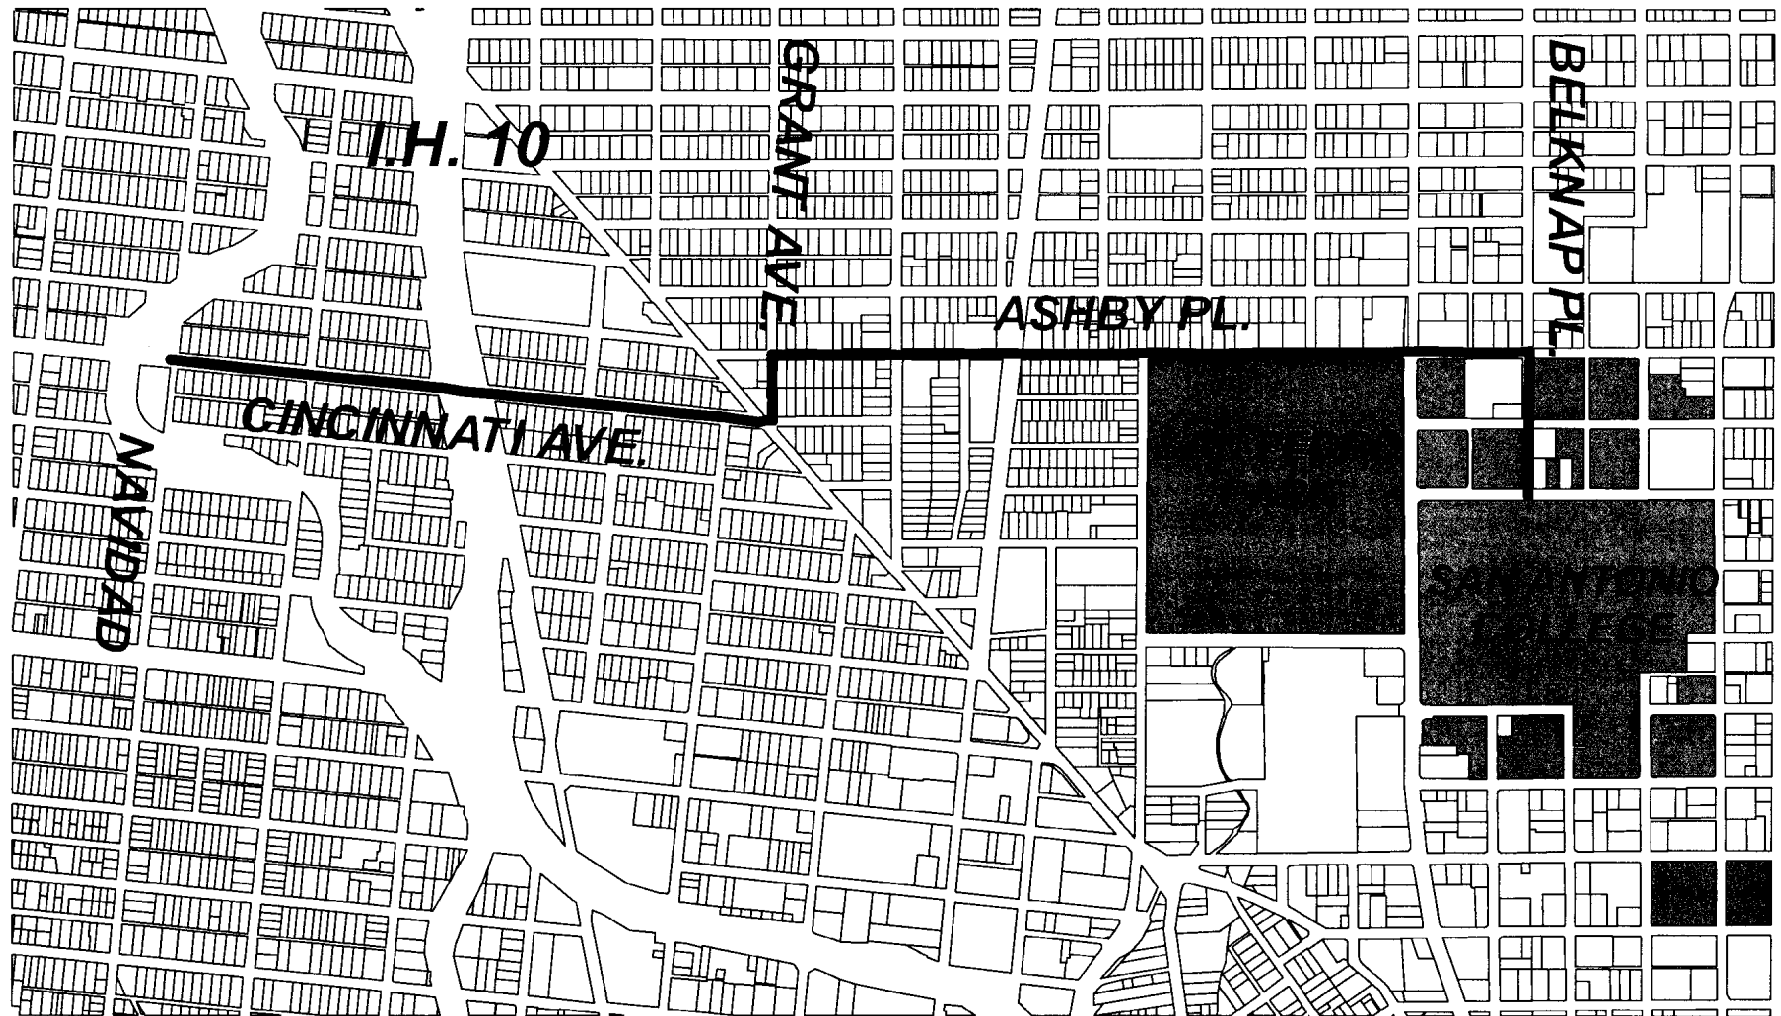 I.H. 10
GRANT AVE.
BELKNAP PL.
ASHBY PL.
CINCINNATI AVE.
NAVIDAD
SAN ANTONIO
COLLEGE